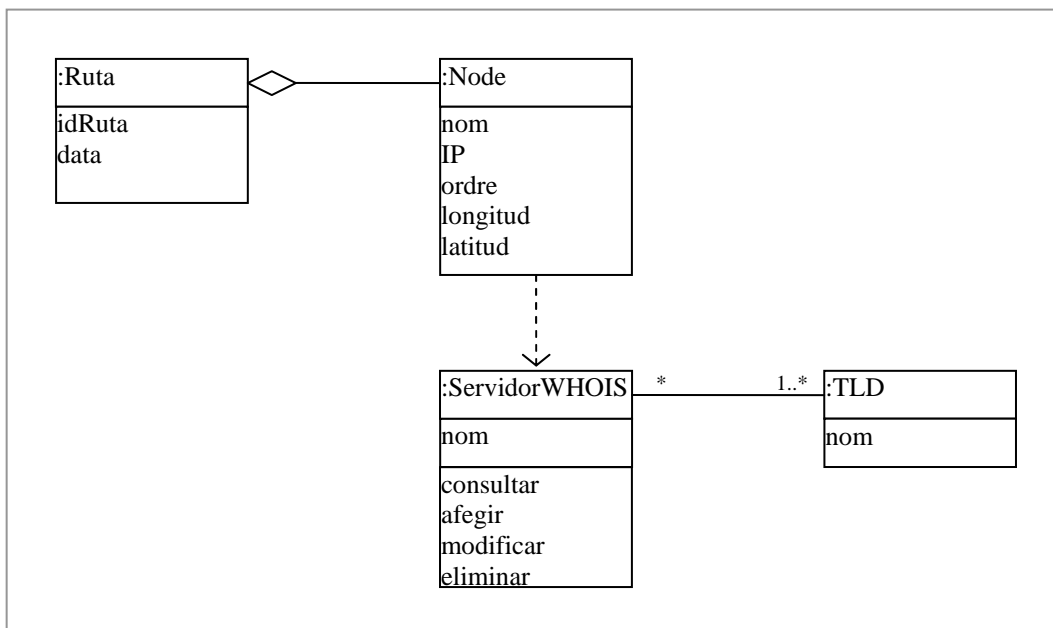 :Ruta
idRuta
data
:Node
nom
IP
ordre
longitud
latitud
:ServidorWHOIS
nom
consultar
afegir
modificar
eliminar
* 1..*
:TLD
nom